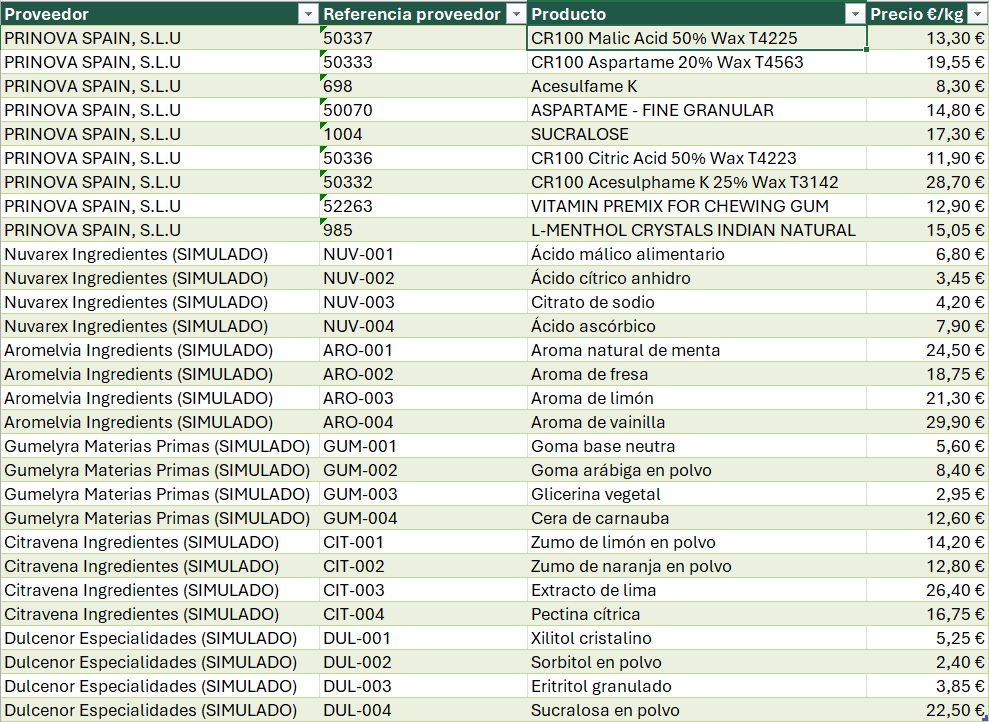 Proveedor Referencia proveedor Producto Precio €/kg
PRINOVA SPAIN, S.L.U 50337 CR100 Malic Acid 50% Wax T4225 13,30 €
PRINOVA SPAIN, S.L.U 50333 CR100 Aspartame 20% Wax T4563 19,55 €
PRINOVA SPAIN, S.L.U 698 Acesulfame K 8,30 €
PRINOVA SPAIN, S.L.U 50070 ASPARTAME - FINE GRANULAR 14,80 €
PRINOVA SPAIN, S.L.U 1004 SUCRALOSE 17,30 €
PRINOVA SPAIN, S.L.U 50336 CR100 Citric Acid 50% Wax T4223 11,90 €
PRINOVA SPAIN, S.L.U 50332 CR100 Acesulphame K 25% Wax T3142 28,70 €
PRINOVA SPAIN, S.L.U 52263 VITAMIN PREMIX FOR CHEWING GUM 12,90 €
PRINOVA SPAIN, S.L.U 985 L-MENTHOL CRYSTALS INDIAN NATURAL 15,05 €
Nuvarex Ingredientes (SIMULADO) NUV-001 Ácido málico alimentario 6,80 €
Nuvarex Ingredientes (SIMULADO) NUV-002 Ácido cítrico anhidro 3,45 €
Nuvarex Ingredientes (SIMULADO) NUV-003 Citrato de sodio 4,20 €
Nuvarex Ingredientes (SIMULADO) NUV-004 Ácido ascórbico 7,90 €
Aromelvia Ingredients (SIMULADO) ARO-001 Aroma natural de menta 24,50 €
Aromelvia Ingredients (SIMULADO) ARO-002 Aroma de fresa 18,75 €
Aromelvia Ingredients (SIMULADO) ARO-003 Aroma de limón 21,30 €
Aromelvia Ingredients (SIMULADO) ARO-004 Aroma de vainilla 29,90 €
Gumelyra Materias Primas (SIMULADO) GUM-001 Goma base neutra 5,60 €
Gumelyra Materias Primas (SIMULADO) GUM-002 Goma arábiga en polvo 8,40 €
Gumelyra Materias Primas (SIMULADO) GUM-003 Glicerina vegetal 2,95 €
Gumelyra Materias Primas (SIMULADO) GUM-004 Cera de carnauba 12,60 €
Citravena Ingredientes (SIMULADO) CIT-001 Zumo de limón en polvo 14,20 €
Citravena Ingredientes (SIMULADO) CIT-002 Zumo de naranja en polvo 12,80 €
Citravena Ingredientes (SIMULADO) CIT-003 Extracto de lima 26,40 €
Citravena Ingredientes (SIMULADO) CIT-004 Pectina cítrica 16,75 €
Dulcenor Especialidades (SIMULADO) DUL-001 Xilitol cristalino 5,25 €
Dulcenor Especialidades (SIMULADO) DUL-002 Sorbitol en polvo 2,40 €
Dulcenor Especialidades (SIMULADO) DUL-003 Eritritol granulado 3,85 €
Dulcenor Especialidades (SIMULADO) DUL-004 Sucralosa en polvo 22,50 €